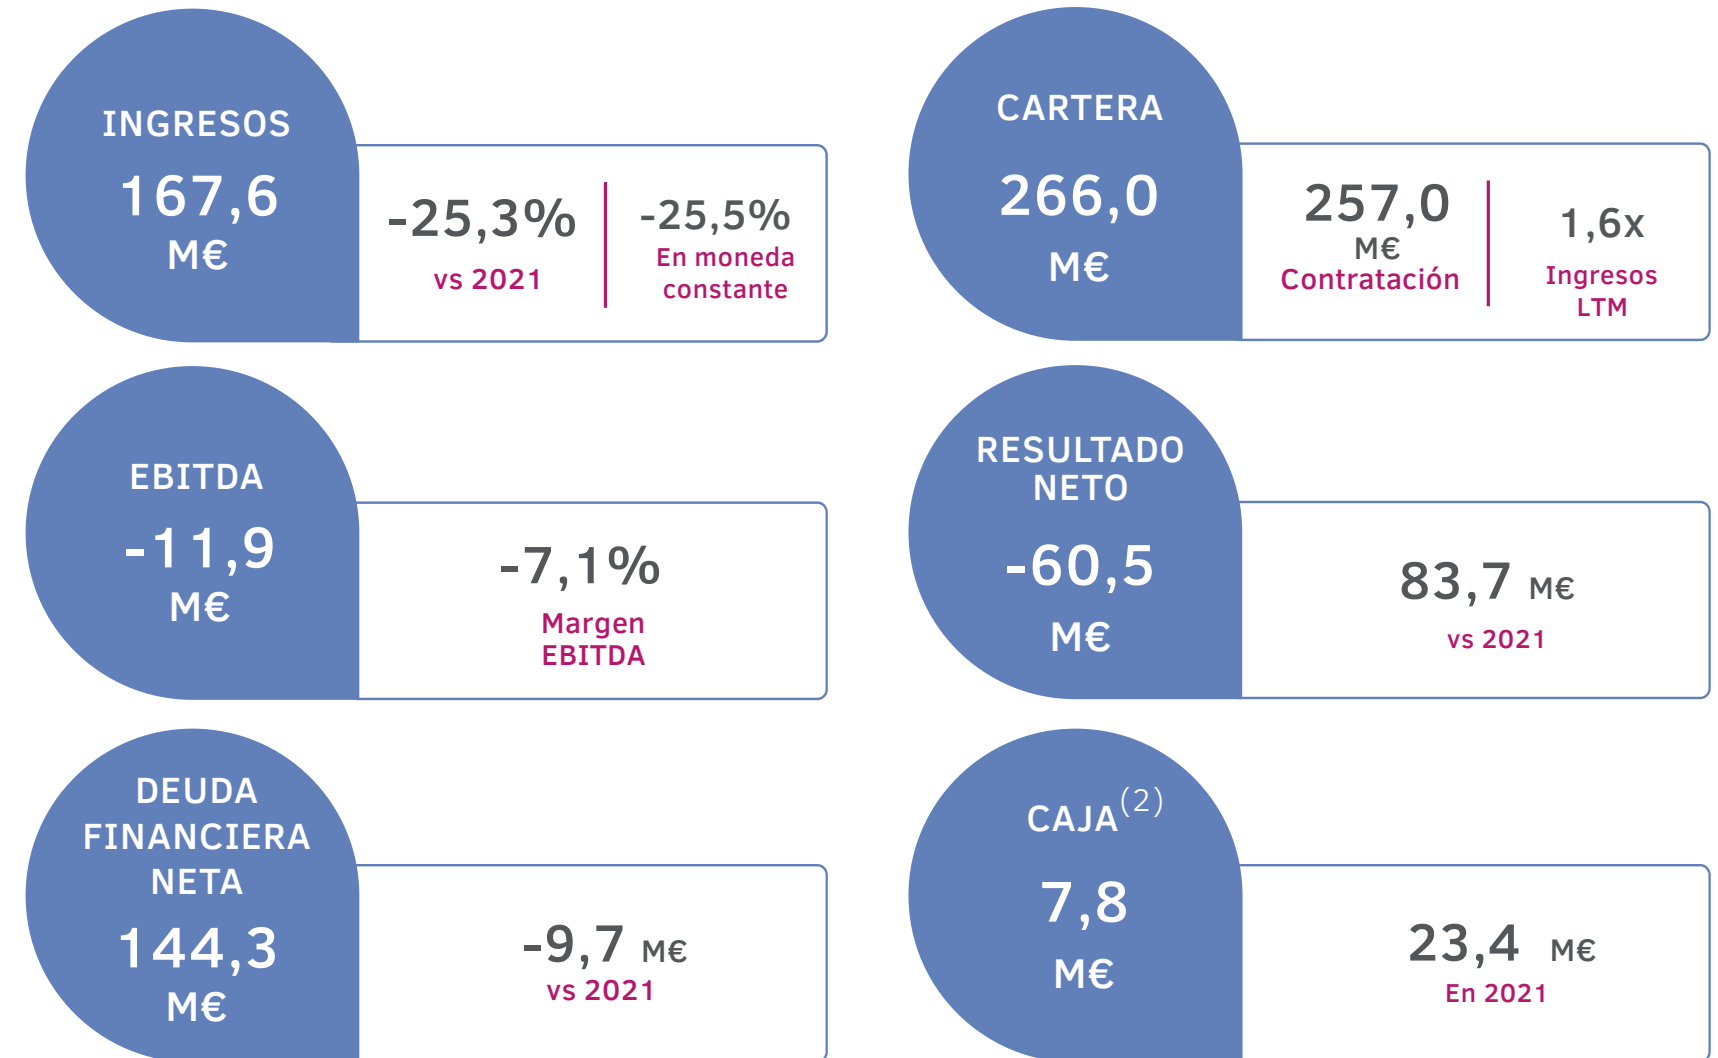 INGRESOS
167,6
M€
-25,3%
vs 2021
-25,5%
En moneda
constante
CARTERA
266,0
M€
257,0
M€
Contratación
1,6x
Ingresos
LTM
EBITDA
-11,9
M€
-7,1%
Margen
EBITDA
RESULTADO
NETO
-60,5
M€
83,7 M€
vs 2021
DEUDA
FINANCIERA
NETA
144,3
M€
-9,7 M€
vs 2021
CAJA(2)
7,8
M€
23,4 M€
En 2021